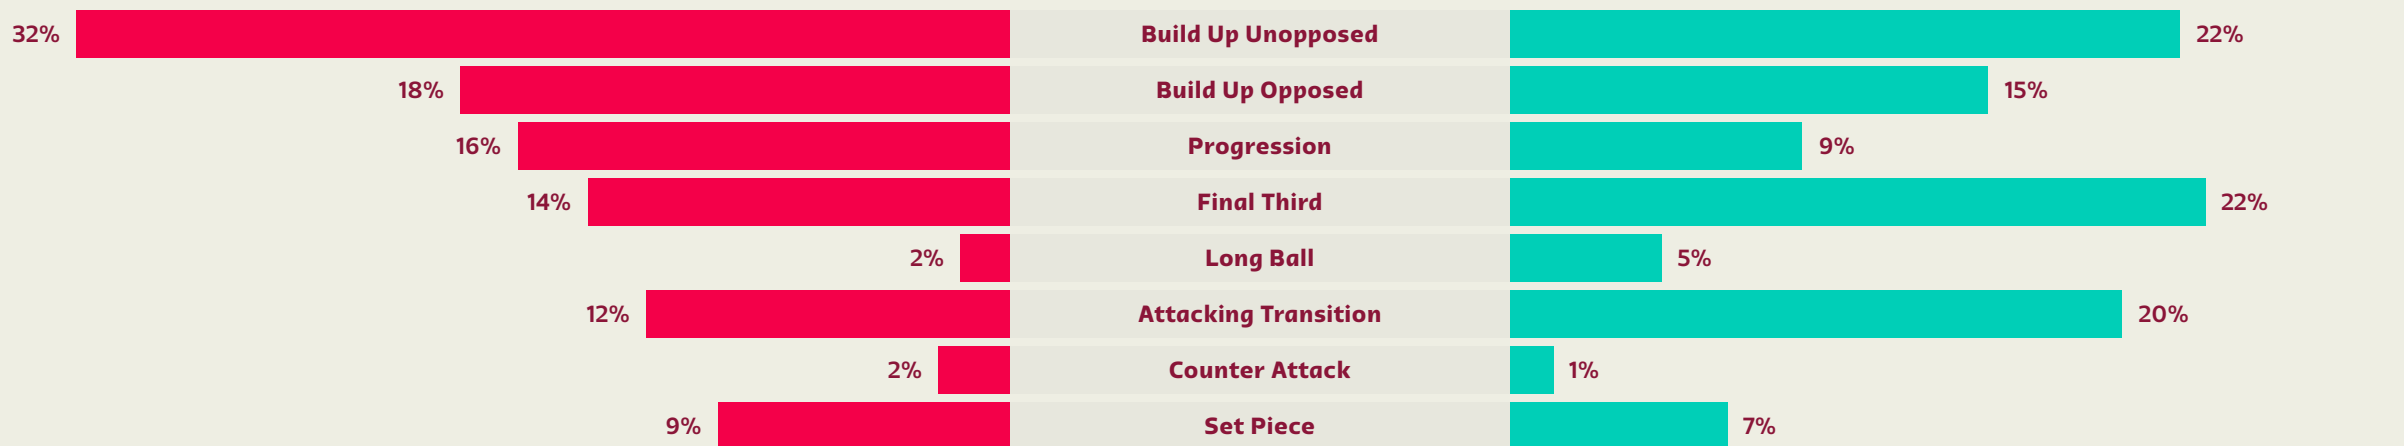 32% Build Up Unopposed 22%
18% Build Up Opposed 15%
16% Progression 9%
14% Final Third 22%
2% Long Ball 5%
12% Attacking Transition 20%
2% Counter Attack 1%
9% Set Piece 7%